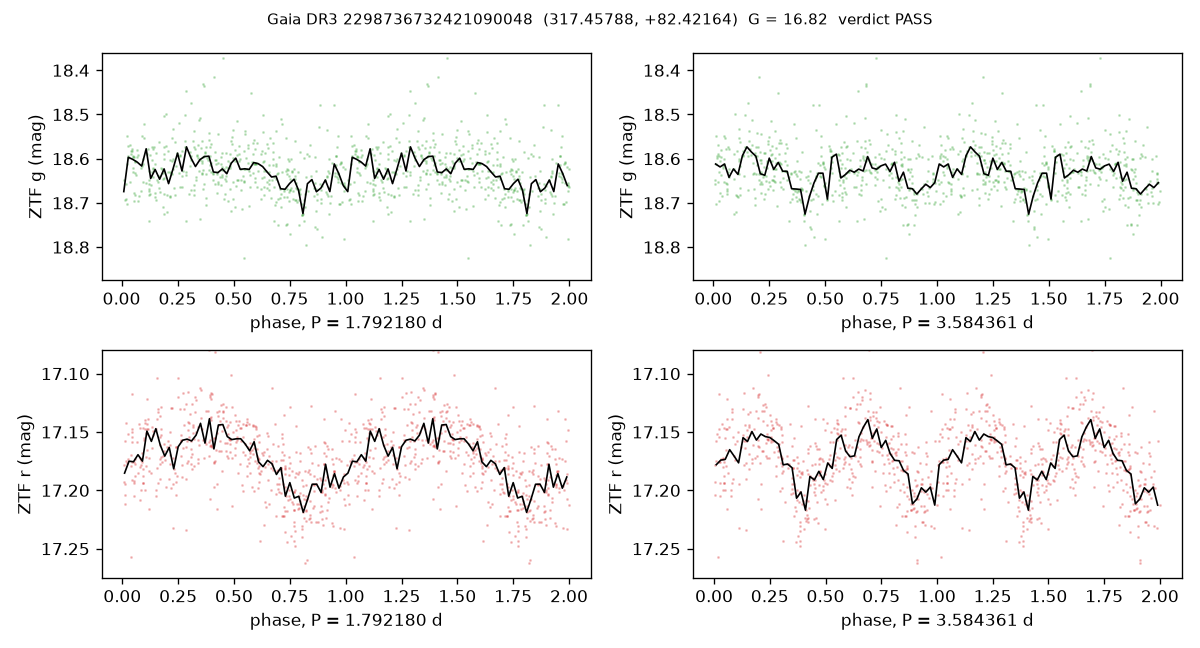 Gaia DR3 2298736732421090048 (317.45788, +82.42164) G = 16.82 verdict PASS
18.4
18.5
18.6
18.7
18.8
ZTF g (mag)
0.00 0.25 0.50 0.75 1.00 1.25 1.50 1.75 2.00
phase, P = 1.792180 d
18.4
18.5
18.6
18.7
18.8
ZTF g (mag)
0.00 0.25 0.50 0.75 1.00 1.25 1.50 1.75 2.00
phase, P = 3.584361 d
17.10
17.15
17.20
17.25
ZTF r (mag)
0.00 0.25 0.50 0.75 1.00 1.25 1.50 1.75 2.00
phase, P = 1.792180 d
17.10
17.15
17.20
17.25
ZTF r (mag)
0.00 0.25 0.50 0.75 1.00 1.25 1.50 1.75 2.00
phase, P = 3.584361 d